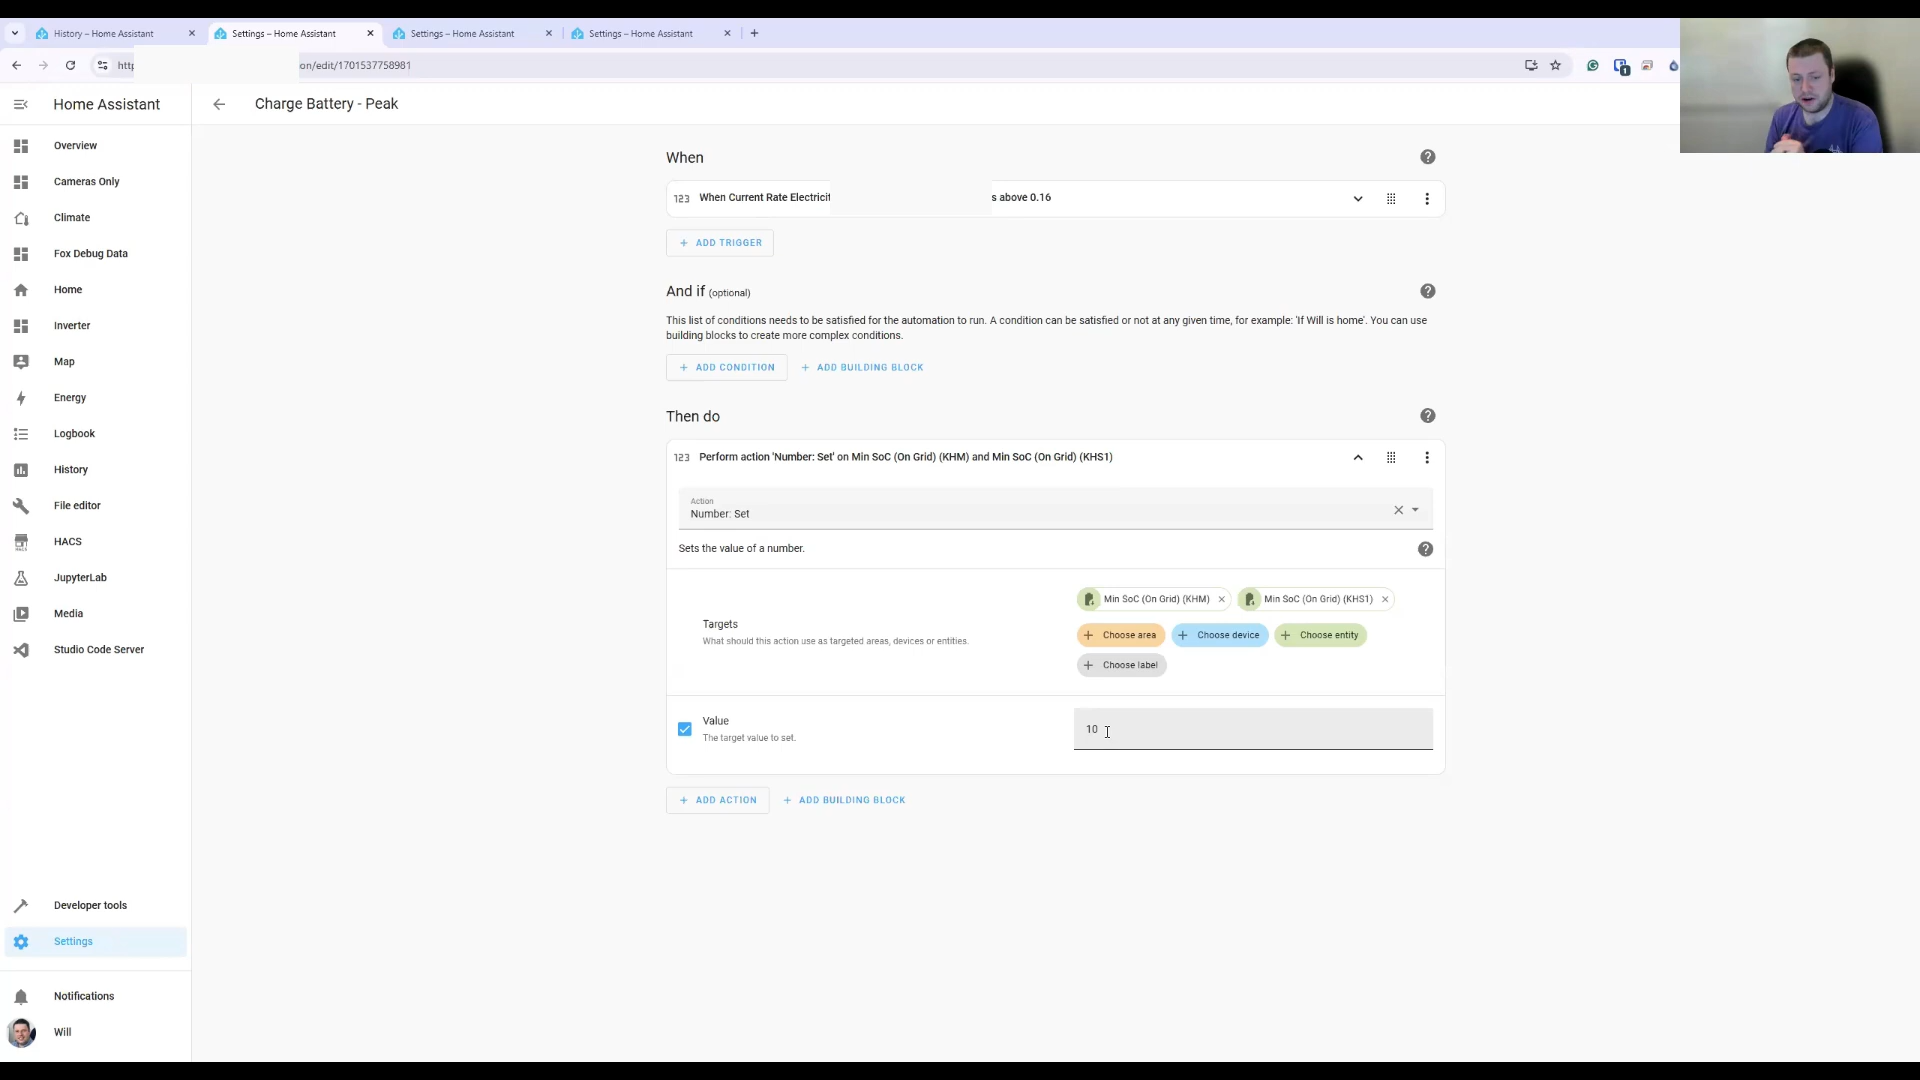 History – Home Assistant
Settings – Home Assistant
Settings – Home Assistant
Settings – Home Assistant
on/edit/1701537758981
Home Assistant
Charge Battery - Peak
Overview
Cameras Only
Climate
Fox Debug Data
Home
Inverter
Map
Energy
Logbook
History
File editor
HACS
JupyterLab
Media
Studio Code Server
Developer tools
Settings
Notifications
Will
When
123 When Current Rate Electricit s above 0.16
ADD TRIGGER
And if (optional)
This list of conditions needs to be satisfied for the automation to run. A condition can be satisfied or not at any given time, for example: 'If Will is home'. You can use
building blocks to create more complex conditions.
ADD CONDITION
ADD BUILDING BLOCK
Then do
123 Perform action 'Number: Set' on Min SoC (On Grid) (KHM) and Min SoC (On Grid) (KHS1)
Action
Number: Set
Sets the value of a number.
Targets
What should this action use as targeted areas, devices or entities.
Min SoC (On Grid) (KHM)
Min SoC (On Grid) (KHS1)
Choose area
Choose device
Choose entity
Choose label
Value
The target value to set.
10
ADD ACTION
ADD BUILDING BLOCK